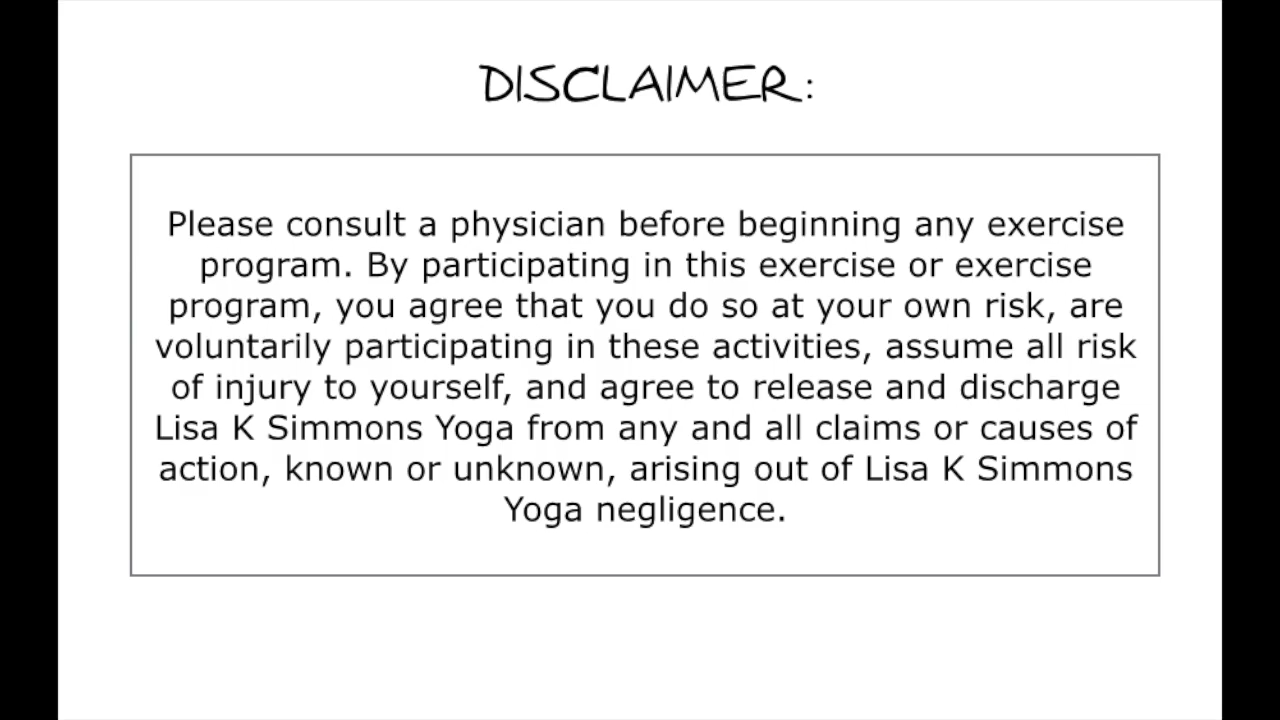 DISCLAIMER:
Please consult a physician before beginning any exercise
program. By participating in this exercise or exercise
program, you agree that you do so at your own risk, are
voluntarily participating in these activities, assume all risk
of injury to yourself, and agree to release and discharge
Lisa K Simmons Yoga from any and all claims or causes of
action, known or unknown, arising out of Lisa K Simmons
Yoga negligence.